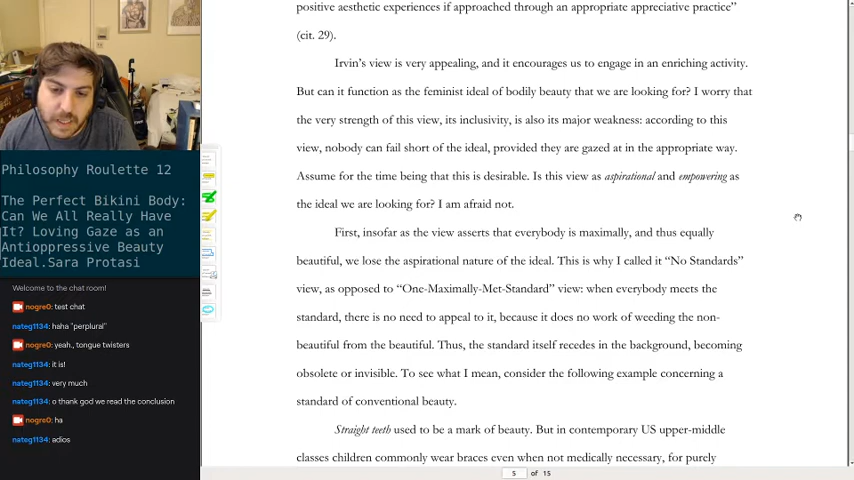 positive aesthetic experiences if approached through an appropriate appreciative practice”
(cit. 29).
Irvin’s view is very appealing, and it encourages us to engage in an enriching activity.
But can it function as the feminist ideal of bodily beauty that we are looking for? I worry that
the very strength of this view, its inclusivity, is also its major weakness: according to this
view, nobody can fall short of the ideal, provided they are gazed at in the appropriate way.
Assume for the time being that this is desirable. Is this view as aspirational and empowering as
the ideal we are looking for? I am afraid not.
First, insofar as the view asserts that everybody is maximally, and thus equally
beautiful, we lose the aspirational nature of the ideal. This is why I called it “No Standards”
view, as opposed to “One-Maximally-Met-Standard” view: when everybody meets the
standard, there is no need to appeal to it, because it does no work of weeding the non-
beautiful from the beautiful. Thus, the standard itself recedes in the background, becoming
obsolete or invisible. To see what I mean, consider the following example concerning a
standard of conventional beauty.
Straight teeth used to be a mark of beauty. But in contemporary US upper-middle
classes children commonly wear braces even when not medically necessary, for purely
5 of 15
Philosophy Roulette 12
The Perfect Bikini Body:
Can We All Really Have
It? Loving Gaze as an
Antioppressive Beauty
Ideal.Sara Protasi
Welcome to the chat room!
nogre0: test chat
nateg1134: haha "perplural"
nogre0: yeah., tongue twisters
nateg1134: it is!
nateg1134: very much
nateg1134: o thank god we read the conclusion
nogre0: ha
nateg1134: adios